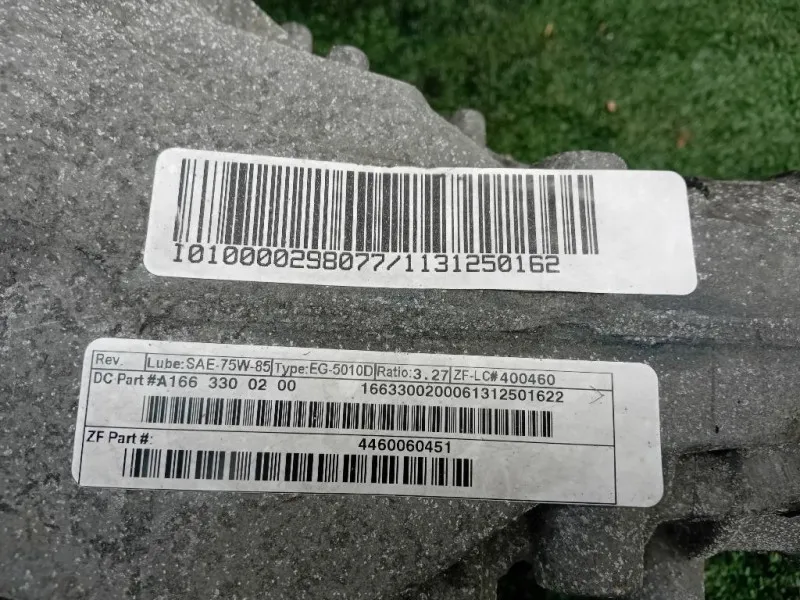 I010000298077/1131250162
Rev. Lube:SAE-75W-85 Type:EG-5010D Ratio:3.27 ZF-LC#400460
DC Part #A166 330 02 00 1663300200061312501622
ZF Part #: 4460060451